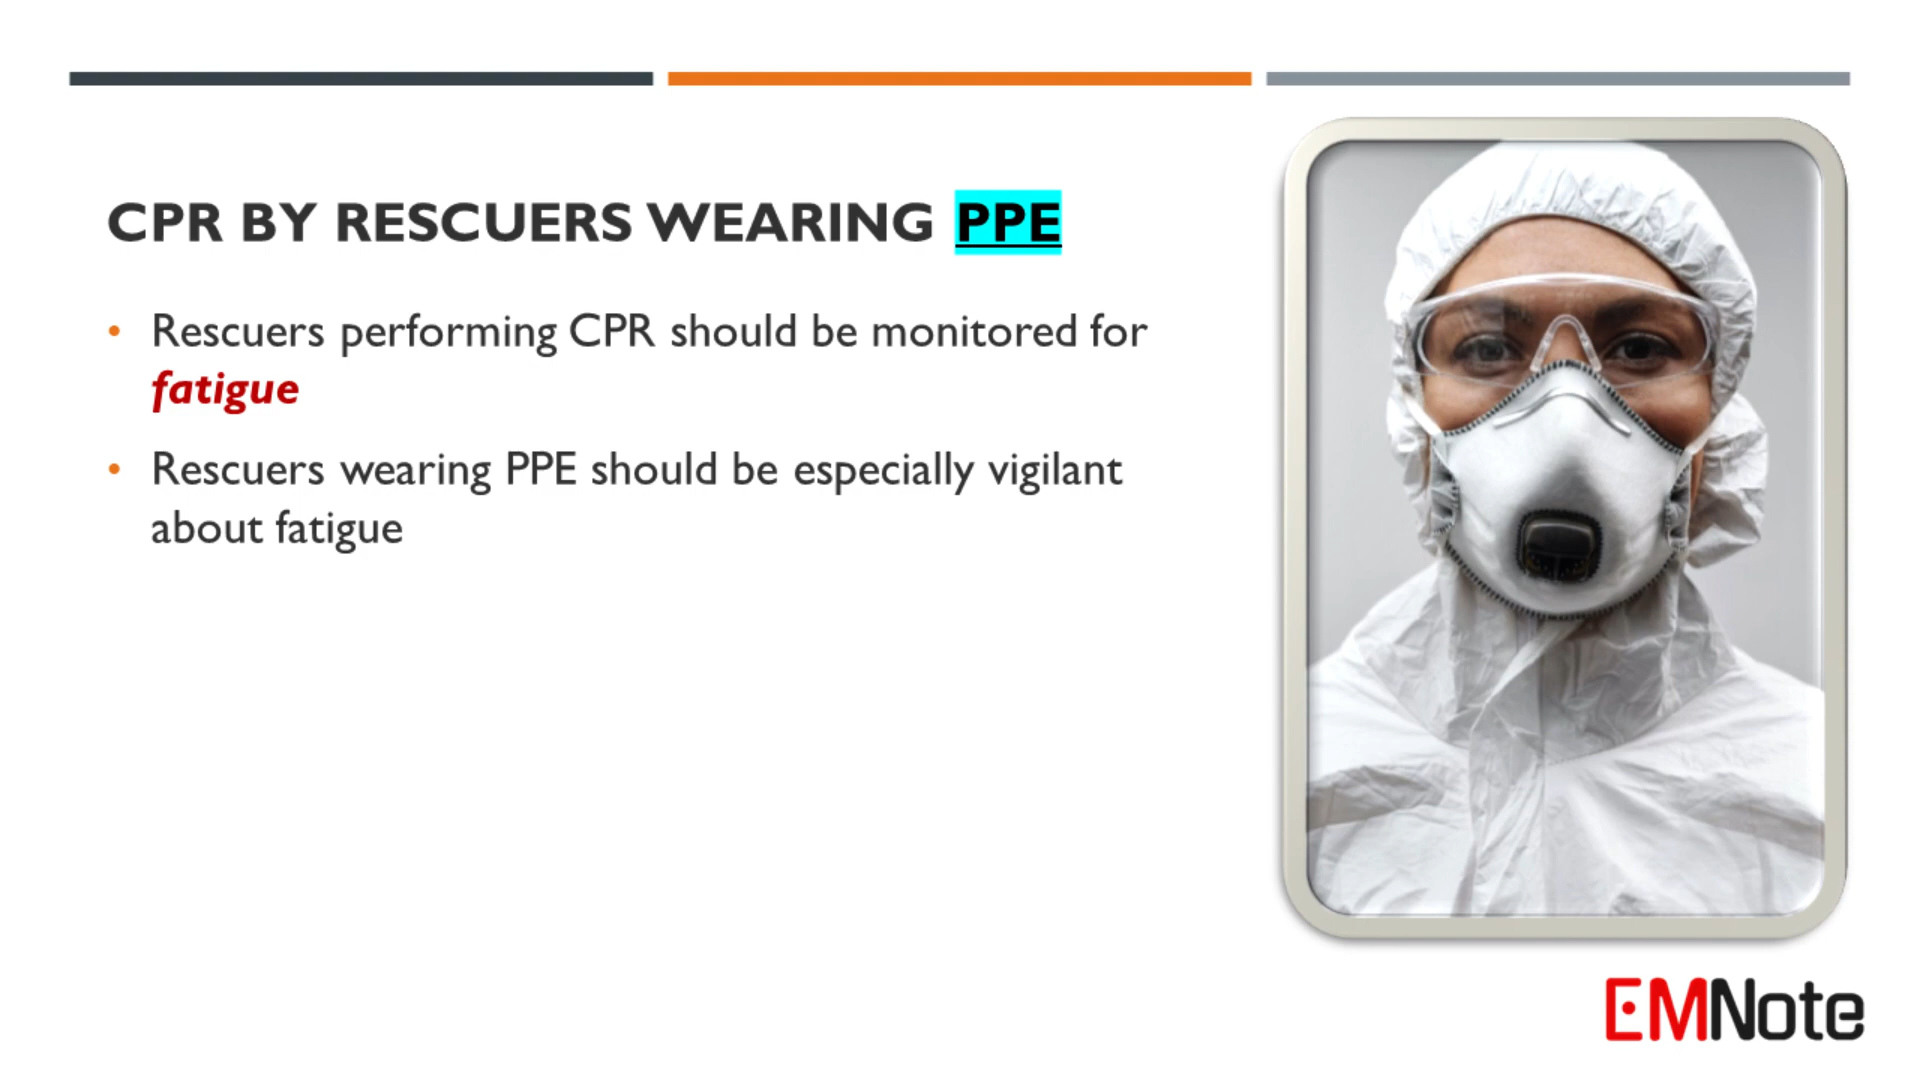 CPR BY RESCUERS WEARING PPE
• Rescuers performing CPR should be monitored for
fatigue
• Rescuers wearing PPE should be especially vigilant
about fatigue
EMNote